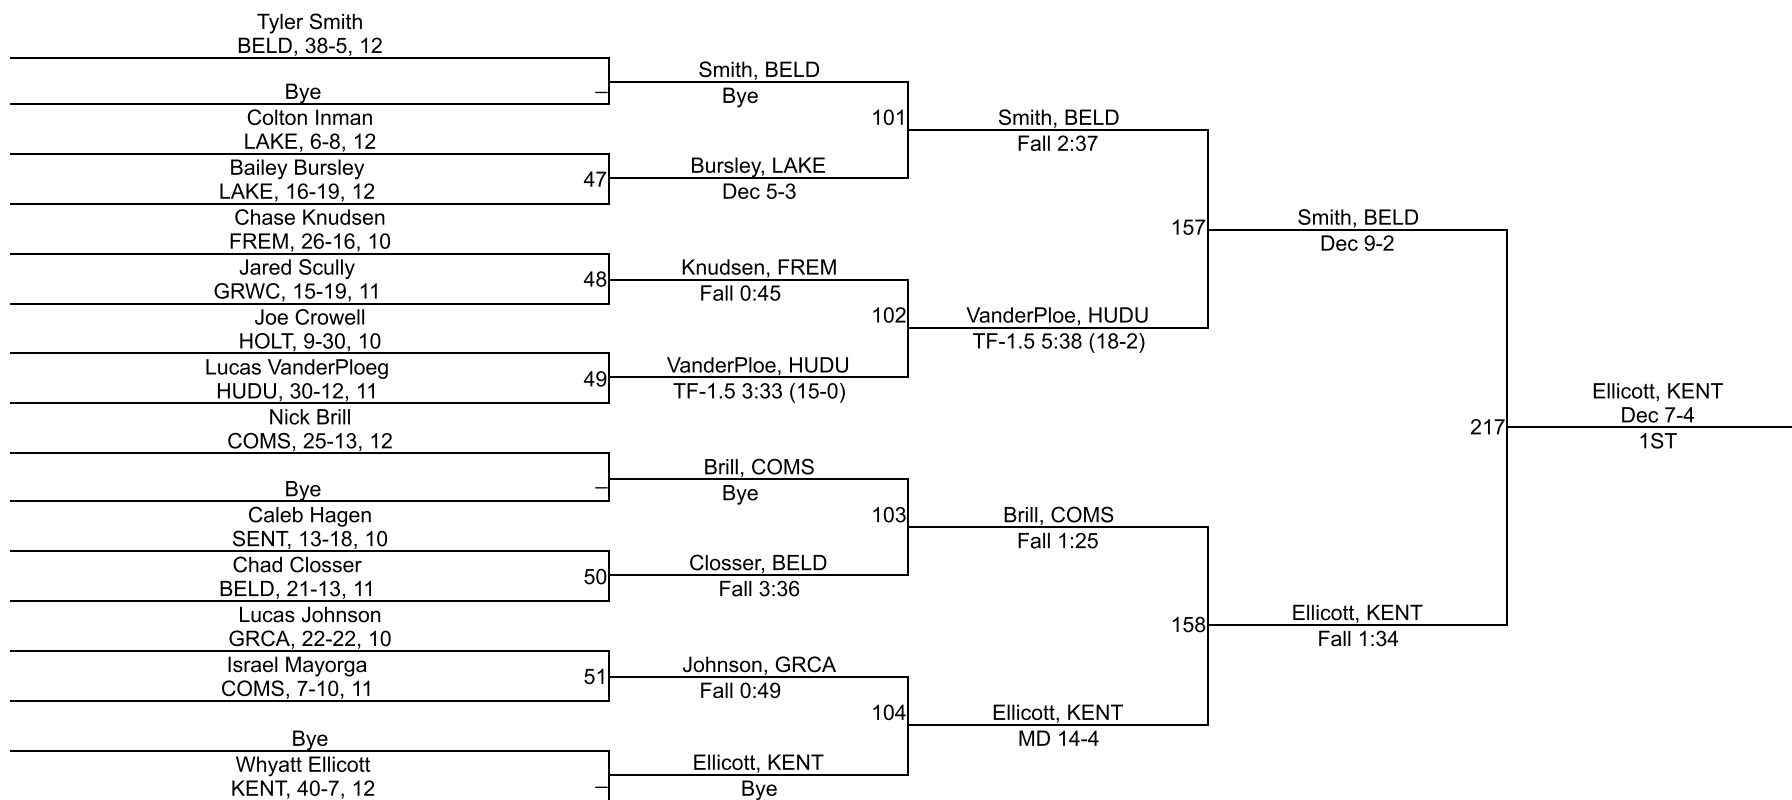 Tyler Smith
BELD, 38-5, 12
Bye
–
Colton Inman
LAKE, 6-8, 12
Bailey Bursley
LAKE, 16-19, 12
47
Chase Knudsen
FREM, 26-16, 10
Jared Scully
GRWC, 15-19, 11
48
Joe Crowell
HOLT, 9-30, 10
Lucas VanderPloeg
HUDU, 30-12, 11
49
Nick Brill
COMS, 25-13, 12
Bye
–
Caleb Hagen
SENT, 13-18, 10
Chad Closser
BELD, 21-13, 11
50
Lucas Johnson
GRCA, 22-22, 10
Israel Mayorga
COMS, 7-10, 11
51
Bye
Whyatt Ellicott
KENT, 40-7, 12
–
Smith, BELD
Bye
101
Bursley, LAKE
Dec 5-3
Knudsen, FREM
Fall 0:45
102
VanderPloe, HUDU
TF-1.5 3:33 (15-0)
Brill, COMS
Bye
103
Closser, BELD
Fall 3:36
Johnson, GRCA
Fall 0:49
104
Ellicott, KENT
Bye
Smith, BELD
Fall 2:37
157
VanderPloe, HUDU
TF-1.5 5:38 (18-2)
Brill, COMS
Fall 1:25
158
Ellicott, KENT
MD 14-4
Smith, BELD
Dec 9-2
217
Ellicott, KENT
Fall 1:34
Ellicott, KENT
Dec 7-4
1ST